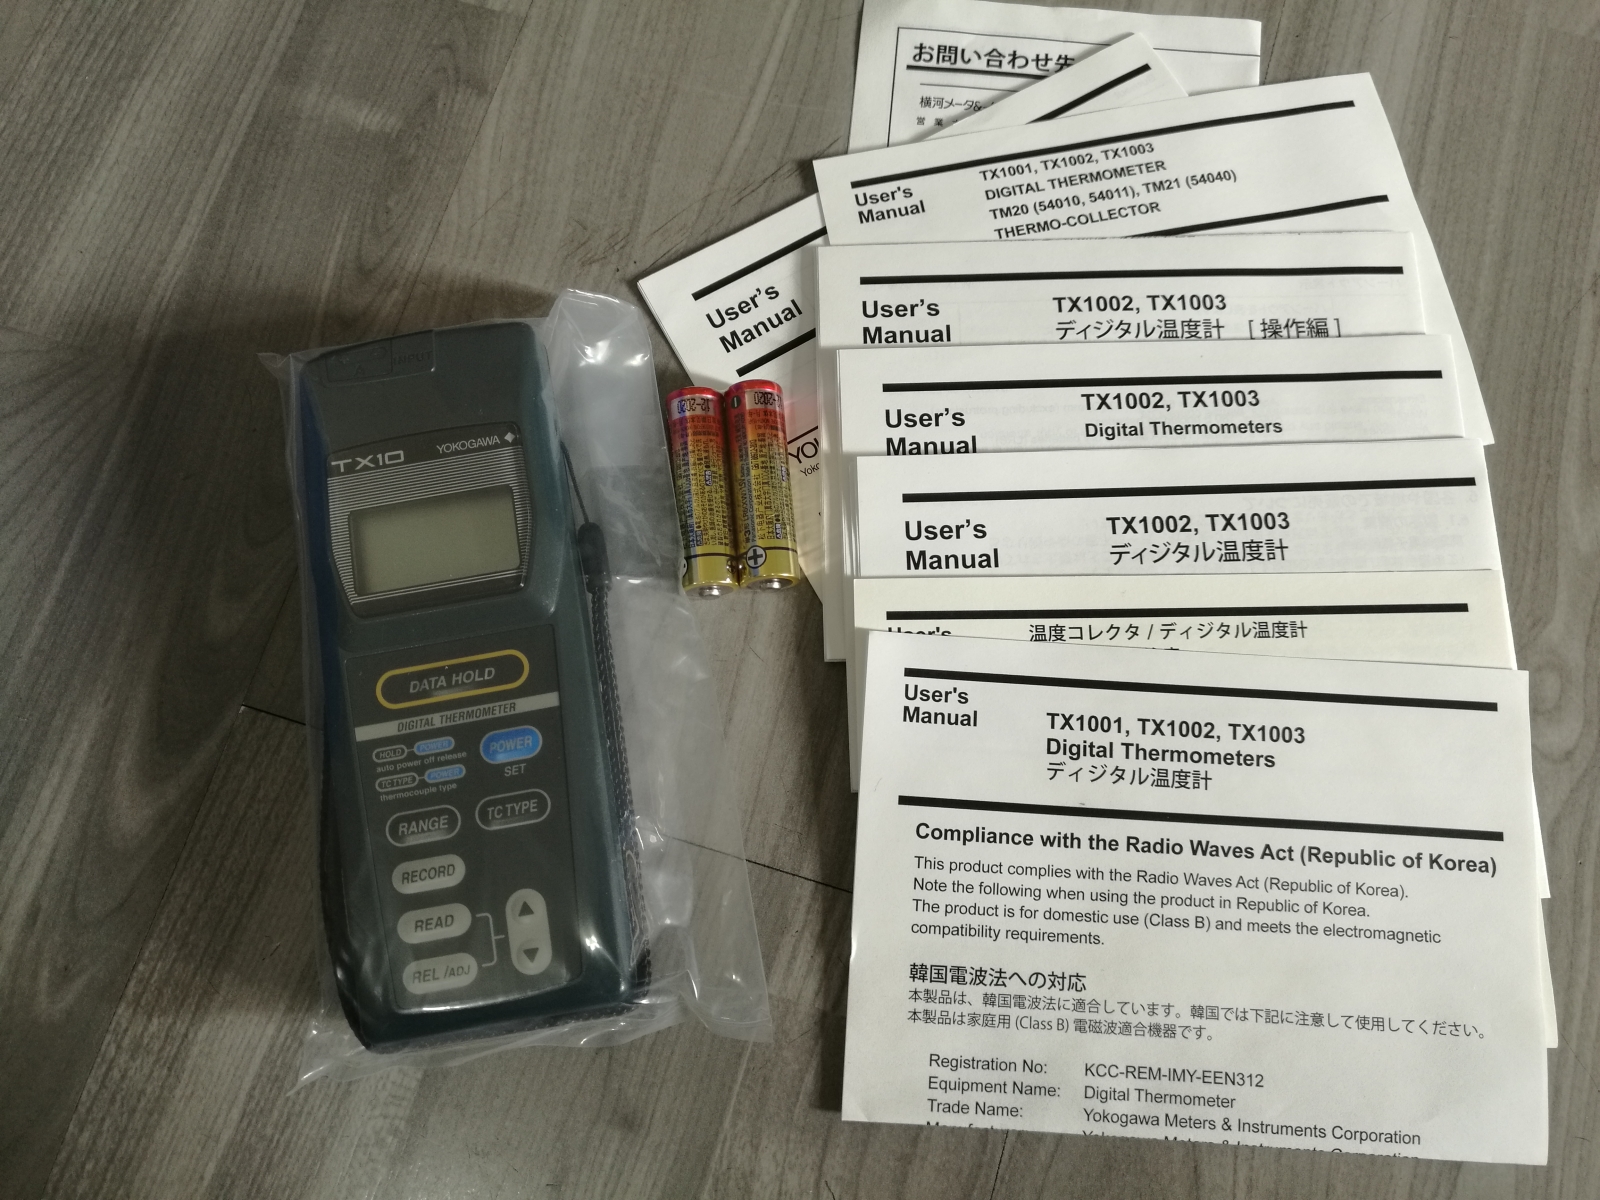 INPUT
TX10
YOKOGAWA
DATA HOLD
DIGITAL THERMOMETER
HOLD POWER
auto power off release
TC TYPE POWER
thermocouple type
POWER
SET
RANGE
TC TYPE
RECORD
READ
REL /ADJ
12-2020
お問い合わせ先
横河メータ&
営業
User's
Manual
TX1001, TX1002, TX1003
DIGITAL THERMOMETER
TM20 (54010, 54011), TM21 (54040)
THERMO-COLLECTOR
User's
Manual
User's
Manual
TX1002, TX1003
ディジタル温度計 [ 操作編 ]
User's
Manual
TX1002, TX1003
Digital Thermometers
User's
Manual
TX1002, TX1003
ディジタル温度計
User's
温度コレクタ / ディジタル温度計
User's
Manual
TX1001, TX1002, TX1003
Digital Thermometers
ディジタル温度計
Compliance with the Radio Waves Act (Republic of Korea)
This product complies with the Radio Waves Act (Republic of Korea).
Note the following when using the product in Republic of Korea.
The product is for domestic use (Class B) and meets the electromagnetic
compatibility requirements.
韓国電波法への対応
本製品は、韓国電波法に適合しています。韓国では下記に注意して使用してください。
本製品は家庭用 (Class B) 電磁波適合機器です。
Registration No: KCC-REM-IMY-EEN312
Equipment Name: Digital Thermometer
Trade Name: Yokogawa Meters & Instruments Corporation
Yokogawa Meters & Instruments Corporation